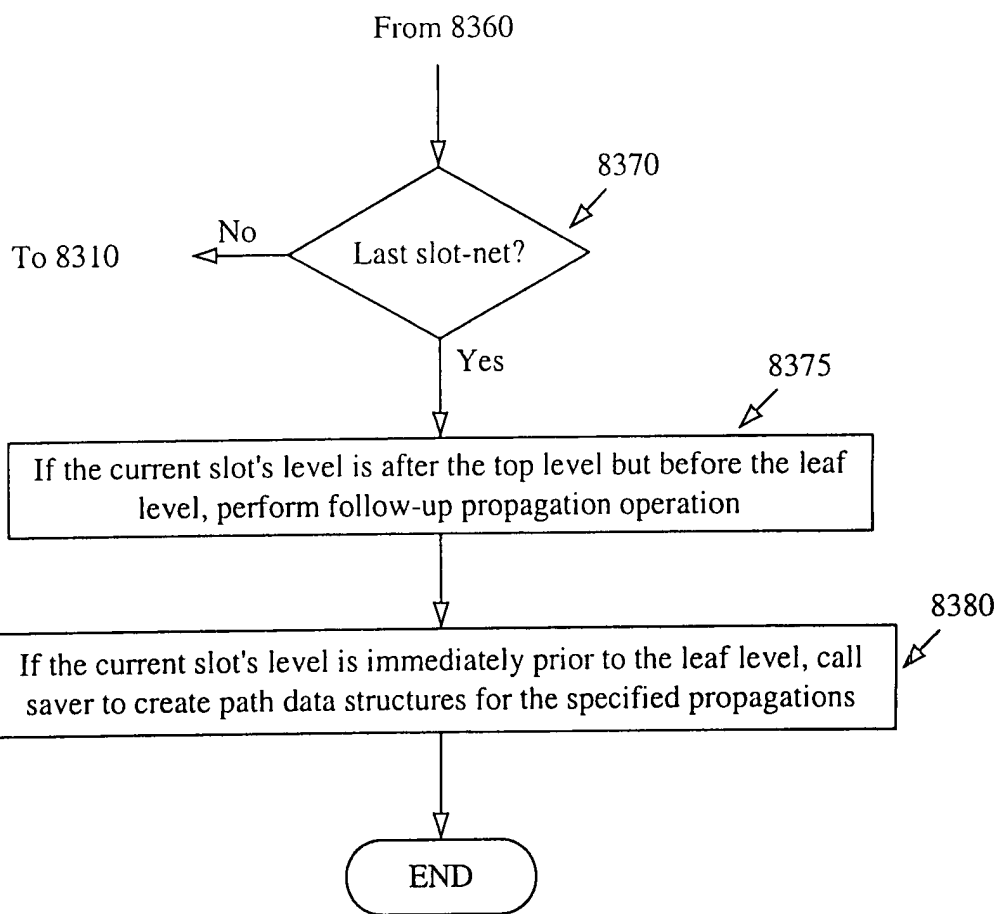 From 8360
8370
No
To 8310
Last slot-net?
Yes
8375
If the current slot's level is after the top level but before the leaf
level, perform follow-up propagation operation
8380
If the current slot's level is immediately prior to the leaf level, call
saver to create path data structures for the specified propagations
END